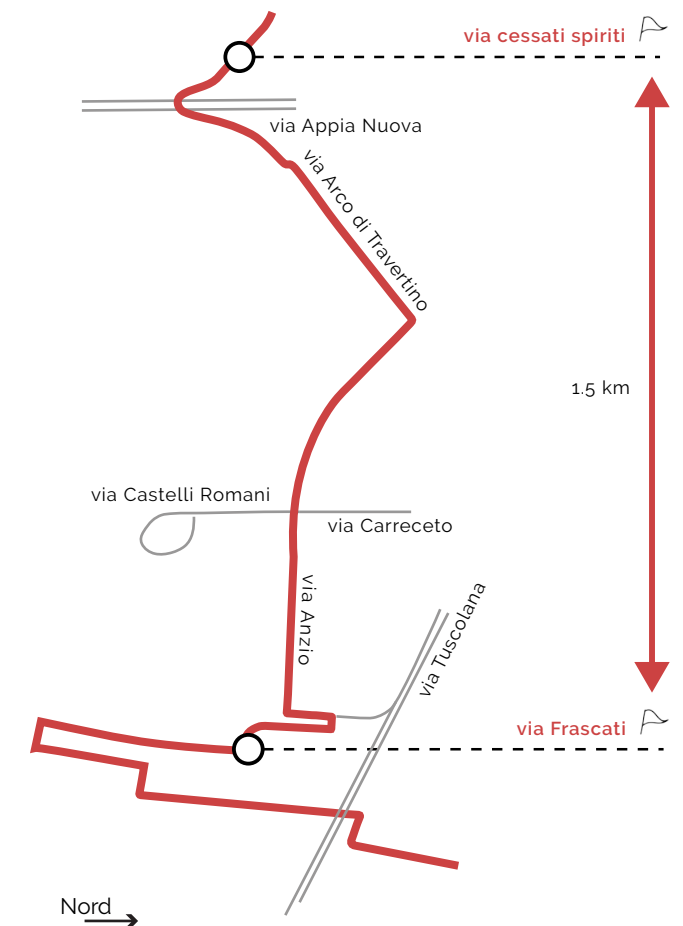 via cessati spiriti
via Appia Nuova
via Arco di Travertino
1.5 km
via Castelli Romani
via Carreceto
via Anzio
via Tuscolana
via Frascati
Nord